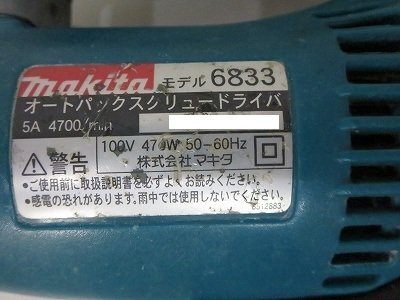 makita モデル 6833
オートパックスクリュードライバ
5A 4700/min
100V 470W 50-60Hz
⚠警告 株式会社マキタ
●ご使用前に取扱説明書を必ずよくお読みください。
●感電の恐れがあります。雨中では使用しないでください。